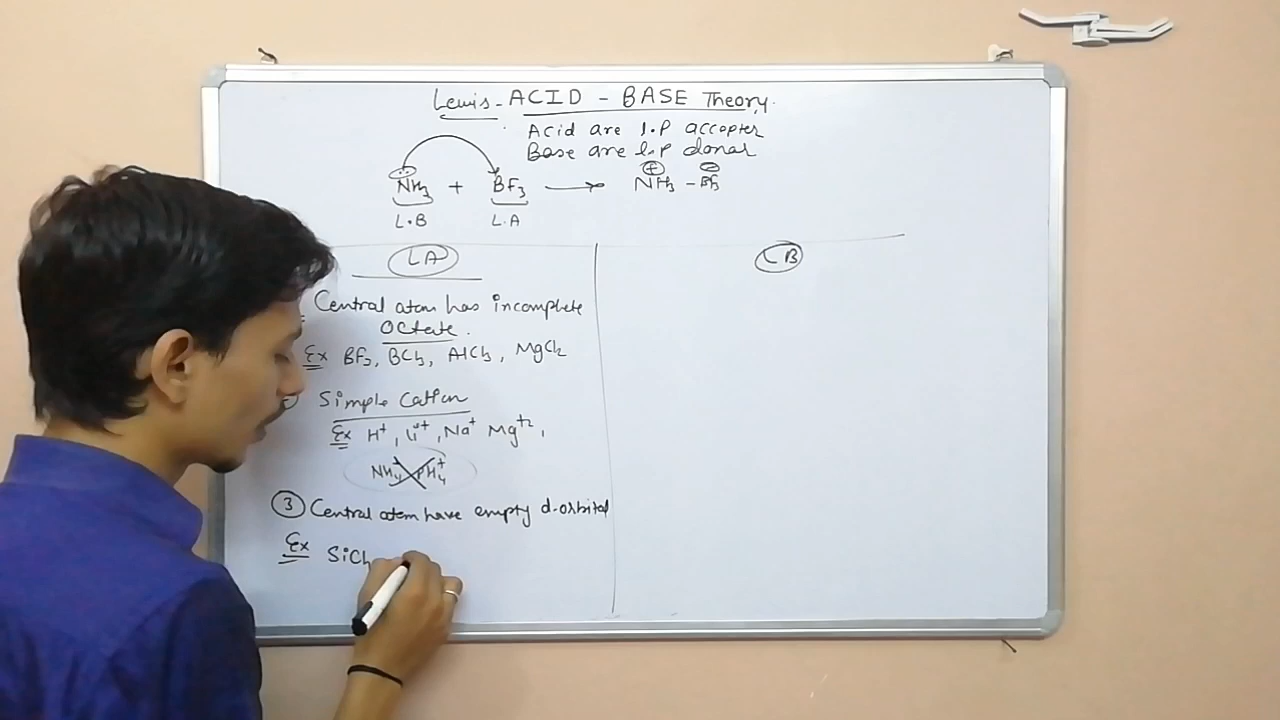 Lewis - ACID - BASE Theory.
Acid are l.p accepter
Base are l.p donar
NH3 + BF3 → NH3 - BF3
⊕ ⊖
L.B L.A
LA
LB
Central atom has incomplete
Octate.
Ex BF3, BCl3, AlCl3, MgCl2
Simple Cation
Ex H+, Li+, Na+ Mg+2,
NH4+ PH4+
③ Central atom have empty d-orbital
Ex SiCl